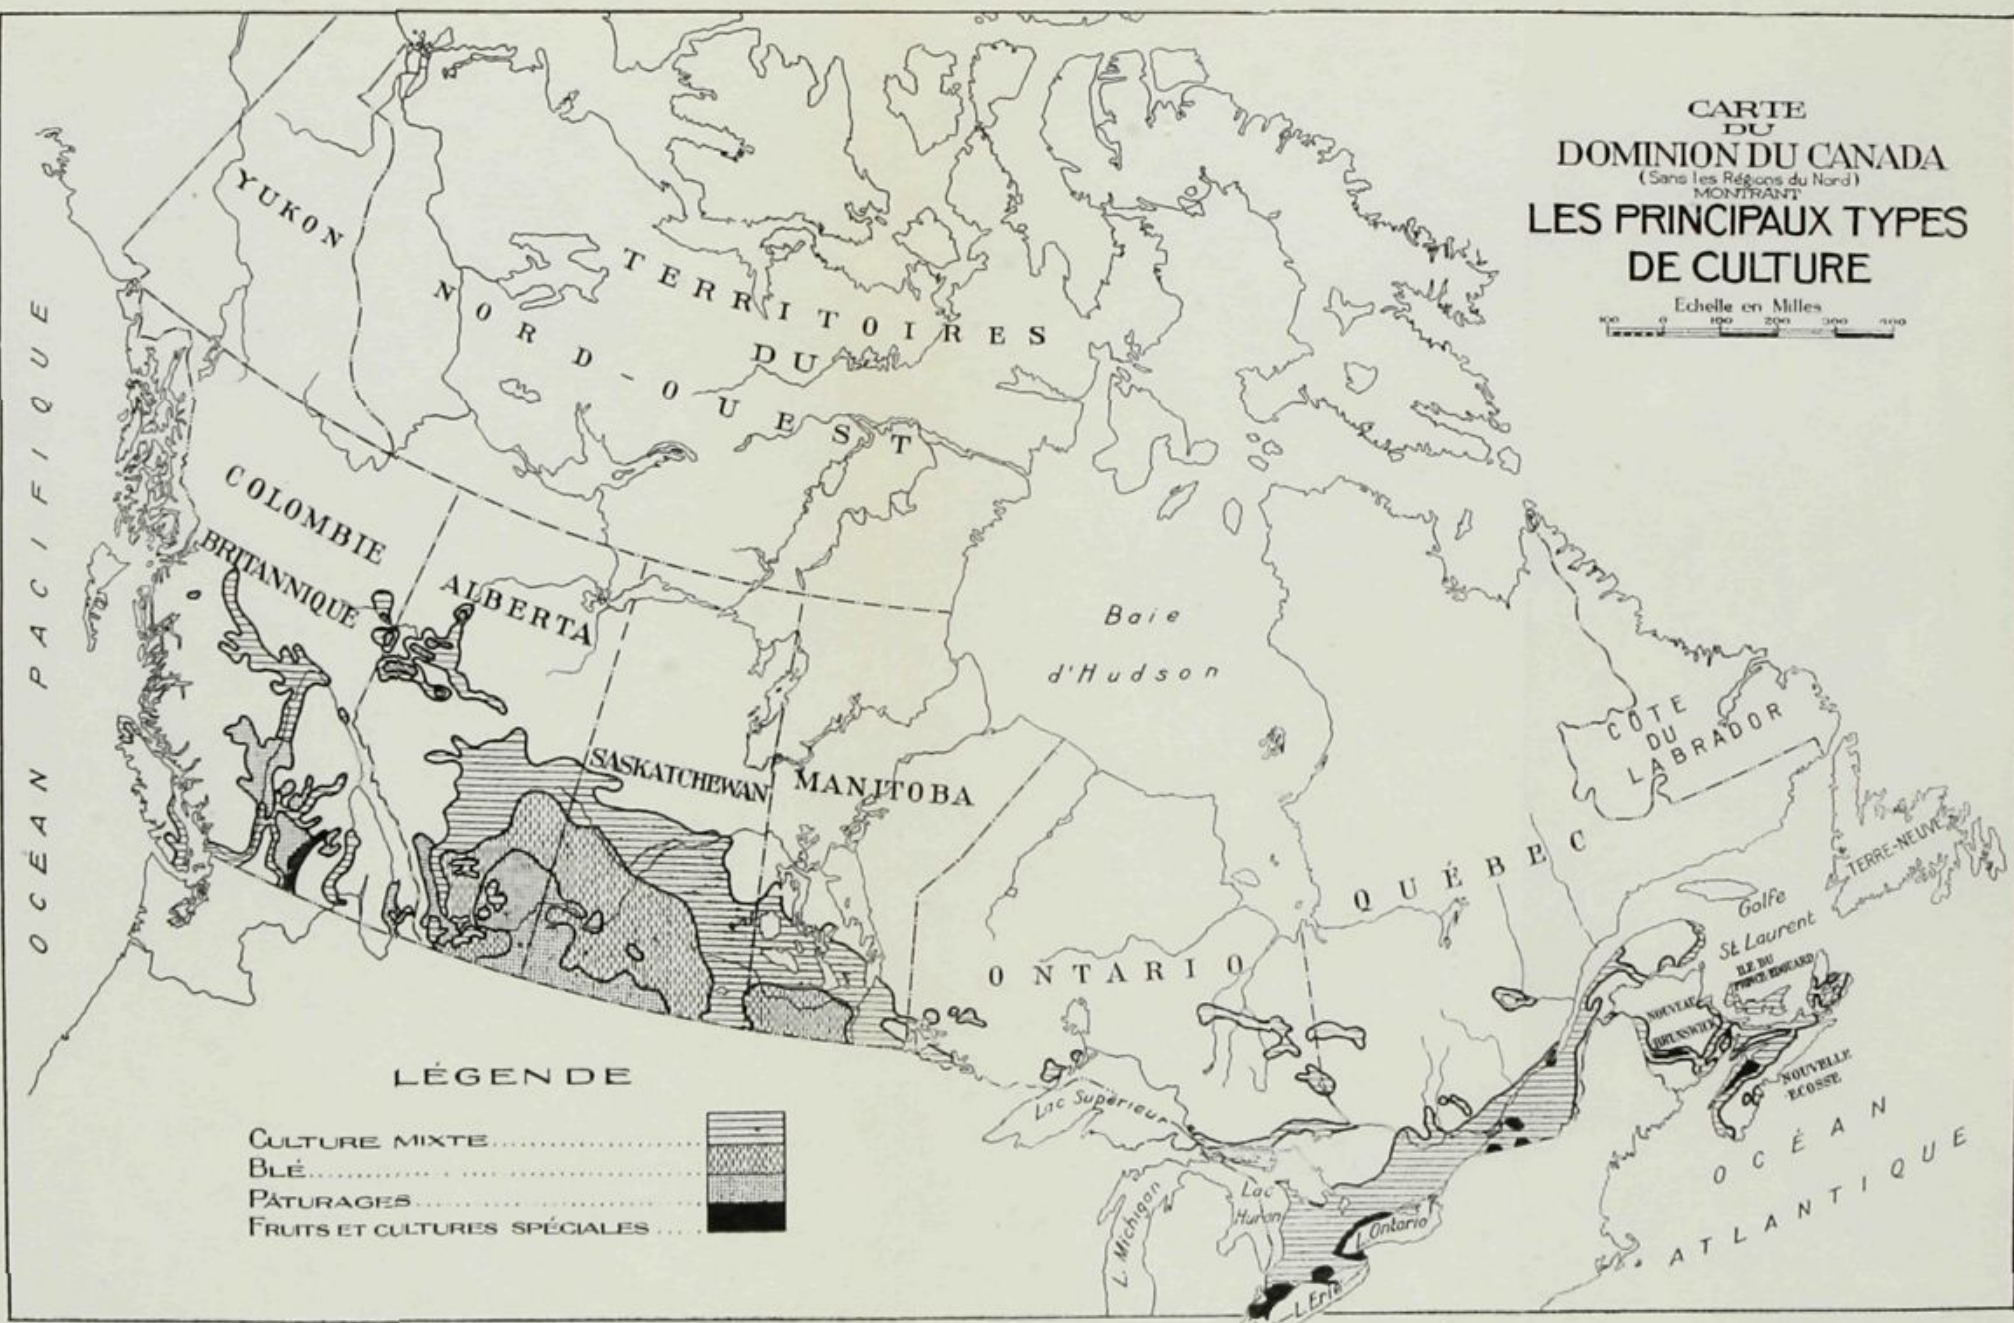 CARTE
DU
DOMINION DU CANADA
(Sans les Régions du Nord)
MONTRANT
LES PRINCIPAUX TYPES
DE CULTURE
Echelle en Milles
100 0 100 200 300 400
YUKON
TERRITOIRES
DU
NORD-OUEST
OCÉAN PACIFIQUE
COLOMBIE
BRITANNIQUE
ALBERTA
SASKATCHEWAN
MANITOBA
Baie
d'Hudson
ONTARIO
QUÉBEC
CÔTE
DU
LABRADOR
TERRE-NEUVE
Golfe
St Laurent
ILE DU
PRINCE EDOUARD
NOUVEAU
BRUNSWICK
NOUVELLE
ECOSSE
OCÉAN
ATLANTIQUE
Lac Supérieur
L. Michigan
Lac
Huron
L. Ontario
L. Erié
LÉGENDE
CULTURE MIXTE
BLÉ
PÂTURAGES
FRUITS ET CULTURES SPÉCIALES